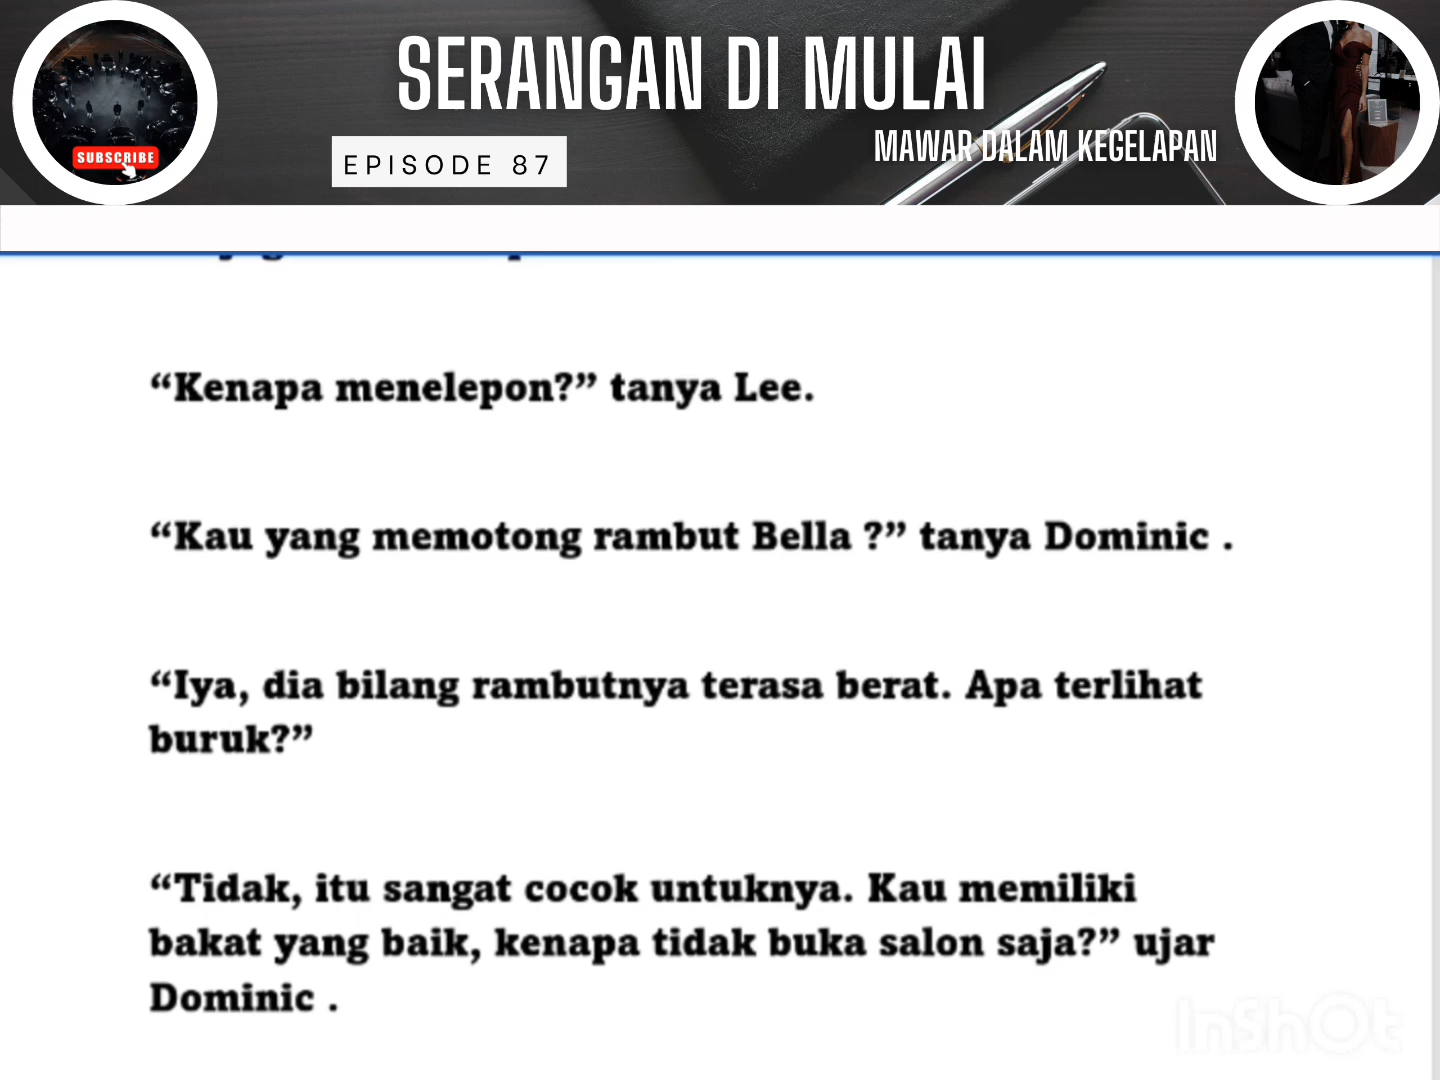 SERANGAN DI MULAI
MAWAR DALAM KEGELAPAN
EPISODE 87
SUBSCRIBE
“Kenapa menelepon?” tanya Lee.
“Kau yang memotong rambut Bella ?” tanya Dominic .
“Iya, dia bilang rambutnya terasa berat. Apa terlihat
buruk?”
“Tidak, itu sangat cocok untuknya. Kau memiliki
bakat yang baik, kenapa tidak buka salon saja?” ujar
Dominic .
InShOt